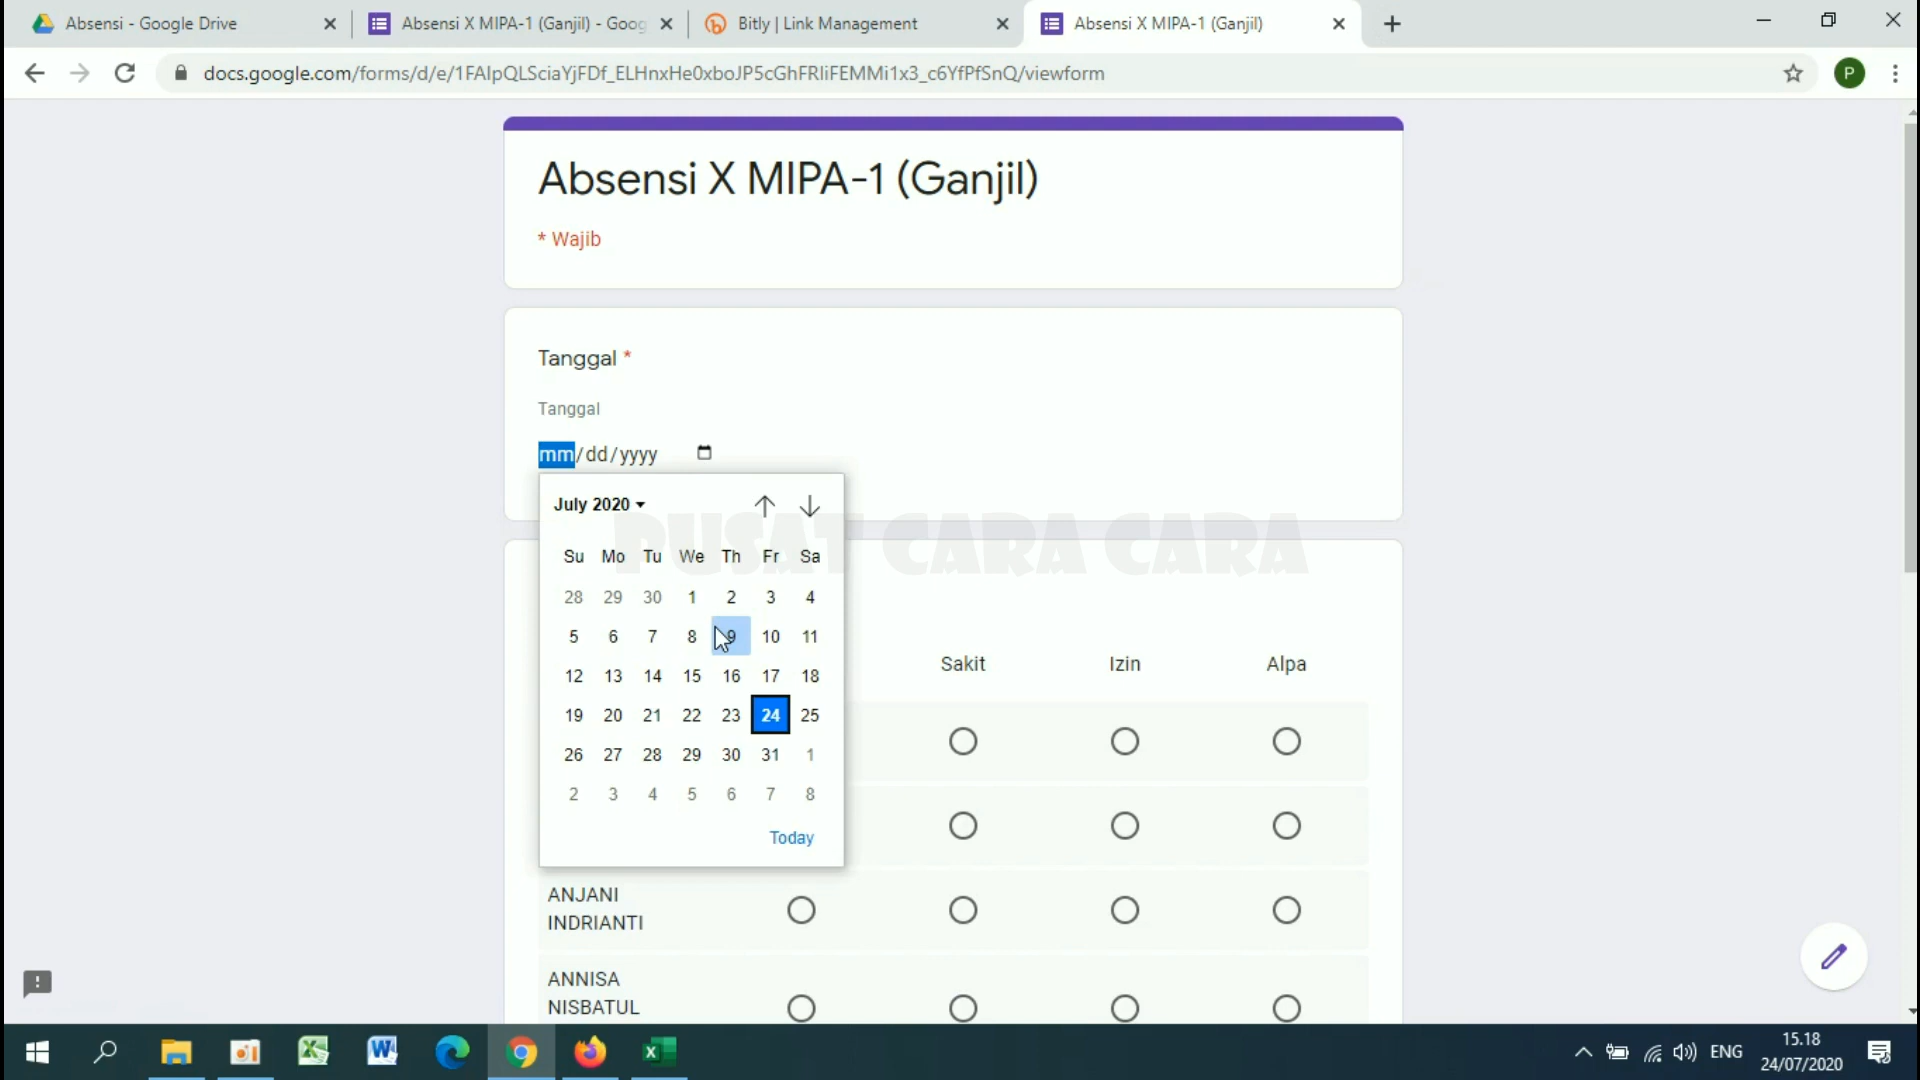 Absensi - Google Drive
Absensi X MIPA-1 (Ganjil) - Goog
Bitly | Link Management
Absensi X MIPA-1 (Ganjil)
docs.google.com/forms/d/e/1FAIpQLSciaYjFDf_ELHnxHe0xboJP5cGhFRIiFEMMi1x3_c6YfPfSnQ/viewform
P
Absensi X MIPA-1 (Ganjil)
* Wajib
Tanggal *
Tanggal
mm/dd/yyyy
July 2020
PUSAT CARA CARA
Su Mo Tu We Th Fr Sa
28 29 30 1 2 3 4
5 6 7 8 9 10 11
12 13 14 15 16 17 18
19 20 21 22 23 24 25
26 27 28 29 30 31 1
2 3 4 5 6 7 8
Today
Sakit Izin Alpa
ANJANI
INDRIANTI
ANNISA
NISBATUL
ENG
15.18
24/07/2020